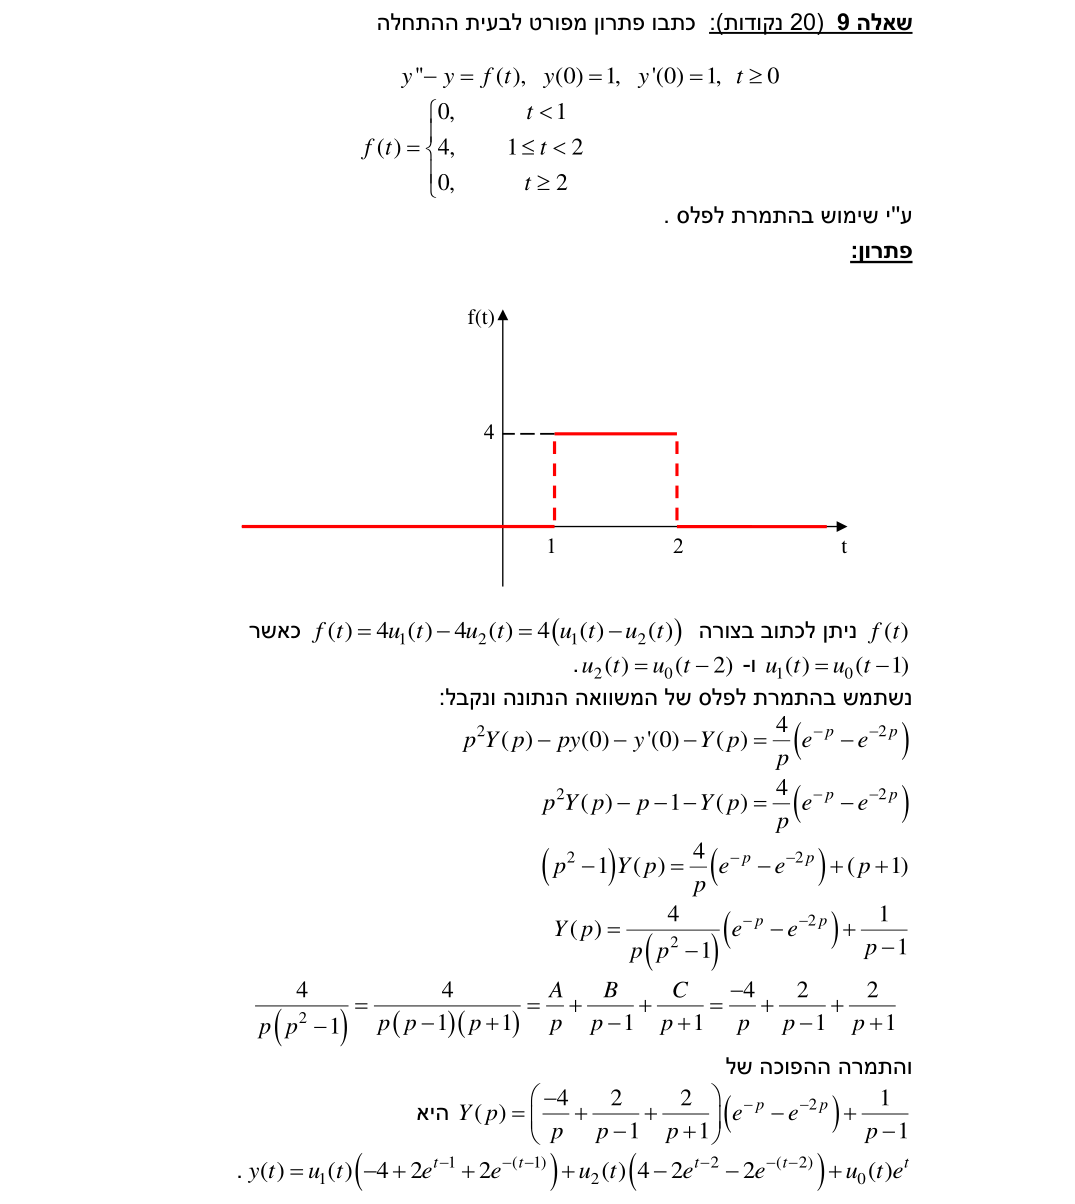 שאלה 9 (20 נקודות): כתבו פתרון מפורט לבעית ההתחלה
y''− y = f(t), y(0) = 1, y'(0) = 1, t ≥ 0
f(t) = { 0, t < 1
4, 1 ≤ t < 2
0, t ≥ 2
ע"י שימוש בהתמרת לפלס .
פתרון:
f(t)
4
1 2 t
f(t) ניתן לכתוב בצורה f(t) = 4u₁(t) − 4u₂(t) = 4(u₁(t) − u₂(t)) כאשר
u₁(t) = u₀(t − 1) ו- u₂(t) = u₀(t − 2).
נשתמש בהתמרת לפלס של המשוואה הנתונה ונקבל:
p²Y(p) − py(0) − y'(0) − Y(p) = 4/p (e^{−p} − e^{−2p})
p²Y(p) − p − 1 − Y(p) = 4/p (e^{−p} − e^{−2p})
(p² − 1)Y(p) = 4/p (e^{−p} − e^{−2p}) + (p + 1)
Y(p) = 4/(p(p² − 1)) (e^{−p} − e^{−2p}) + 1/(p − 1)
4/(p(p² − 1)) = 4/(p(p − 1)(p + 1)) = A/p + B/(p − 1) + C/(p + 1) = −4/p + 2/(p − 1) + 2/(p + 1)
והתמרה ההפוכה של
Y(p) = (−4/p + 2/(p − 1) + 2/(p + 1))(e^{−p} − e^{−2p}) + 1/(p − 1) היא
y(t) = u₁(t)(−4 + 2e^{t−1} + 2e^{−(t−1)}) + u₂(t)(4 − 2e^{t−2} − 2e^{−(t−2)}) + u₀(t)e^t .